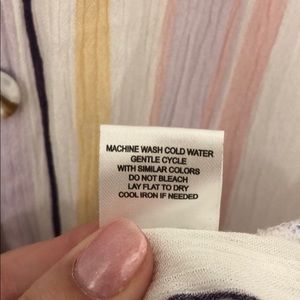 MACHINE WASH COLD WATER
GENTLE CYCLE
WITH SIMILAR COLORS
DO NOT BLEACH
LAY FLAT TO DRY
COOL IRON IF NEEDED